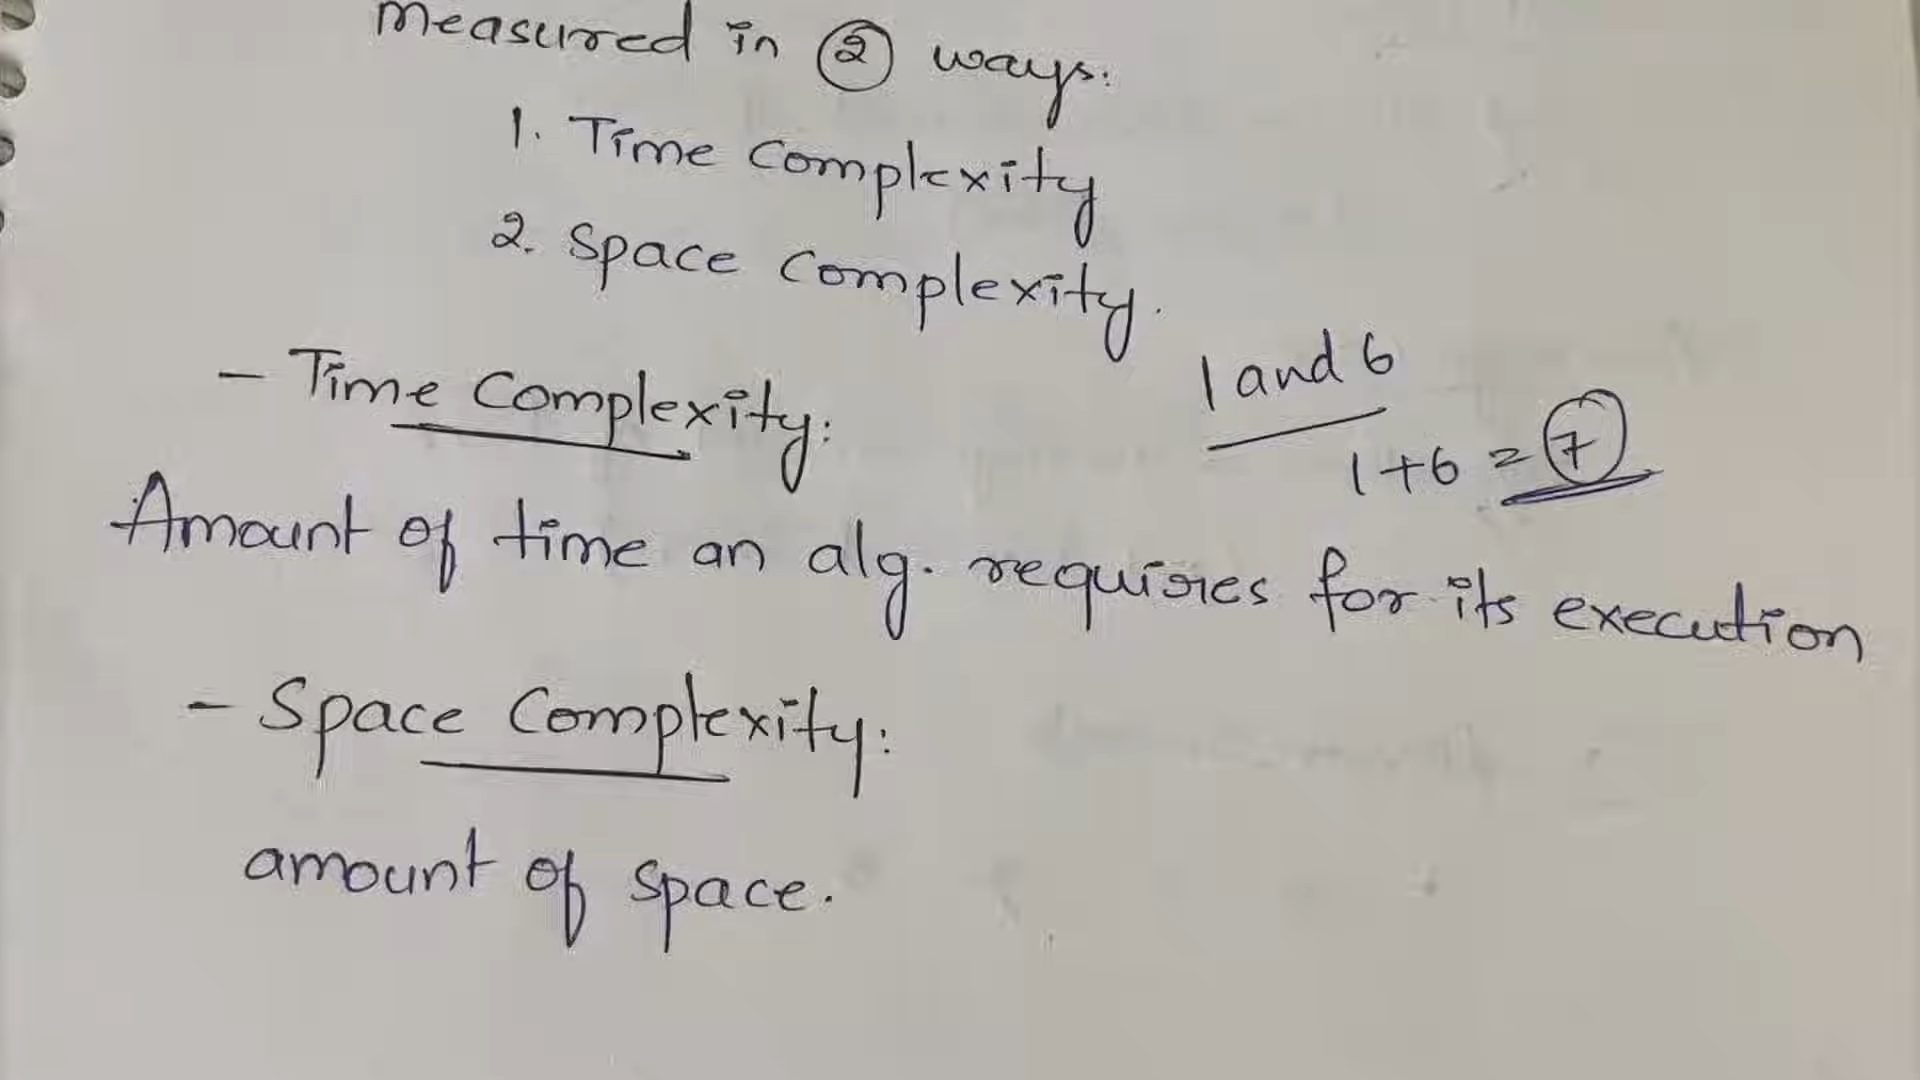 measured in 2 ways:
1. Time Complexity
2. Space Complexity.
- Time Complexity:
1 and 6
1+6 = 7
Amount of time an alg. requires for its execution
- Space Complexity:
amount of space.